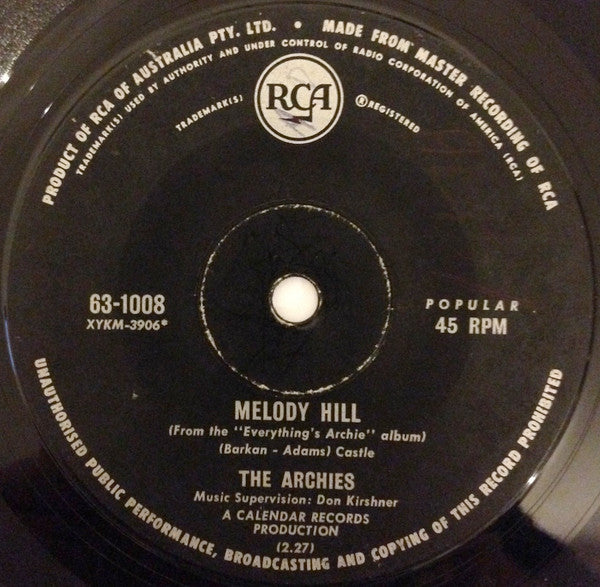 PRODUCT OF RCA OF AUSTRALIA PTY. LTD. • MADE FROM MASTER RECORDING OF RCA
TRADEMARK(S) USED BY AUTHORITY AND UNDER CONTROL OF RADIO CORPORATION OF AMERICA (RCA)
RCA
TRADEMARK(S) ® REGISTERED
63-1008
XYKM-3906*
POPULAR
45 RPM
MELODY HILL
(From the "Everything's Archie" album)
(Barkan - Adams) Castle
THE ARCHIES
Music Supervision: Don Kirshner
A CALENDAR RECORDS
PRODUCTION
(2.27)
UNAUTHORISED PUBLIC PERFORMANCE, BROADCASTING AND COPYING OF THIS RECORD PROHIBITED